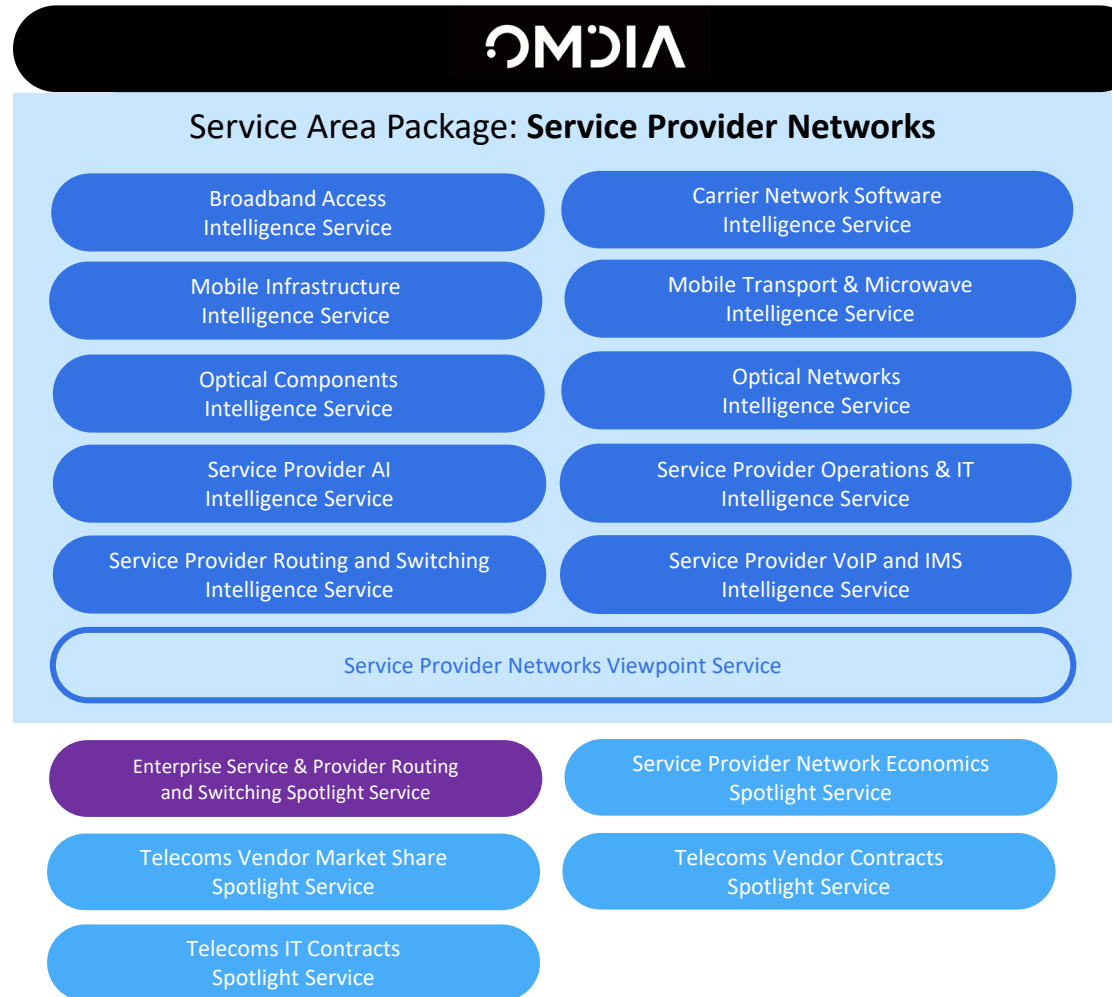 OMDIA
Service Area Package: Service Provider Networks
Broadband Access
Intelligence Service
Carrier Network Software
Intelligence Service
Mobile Infrastructure
Intelligence Service
Mobile Transport & Microwave
Intelligence Service
Optical Components
Intelligence Service
Optical Networks
Intelligence Service
Service Provider AI
Intelligence Service
Service Provider Operations & IT
Intelligence Service
Service Provider Routing and Switching
Intelligence Service
Service Provider VoIP and IMS
Intelligence Service
Service Provider Networks Viewpoint Service
Enterprise Service & Provider Routing
and Switching Spotlight Service
Service Provider Network Economics
Spotlight Service
Telecoms Vendor Market Share
Spotlight Service
Telecoms Vendor Contracts
Spotlight Service
Telecoms IT Contracts
Spotlight Service